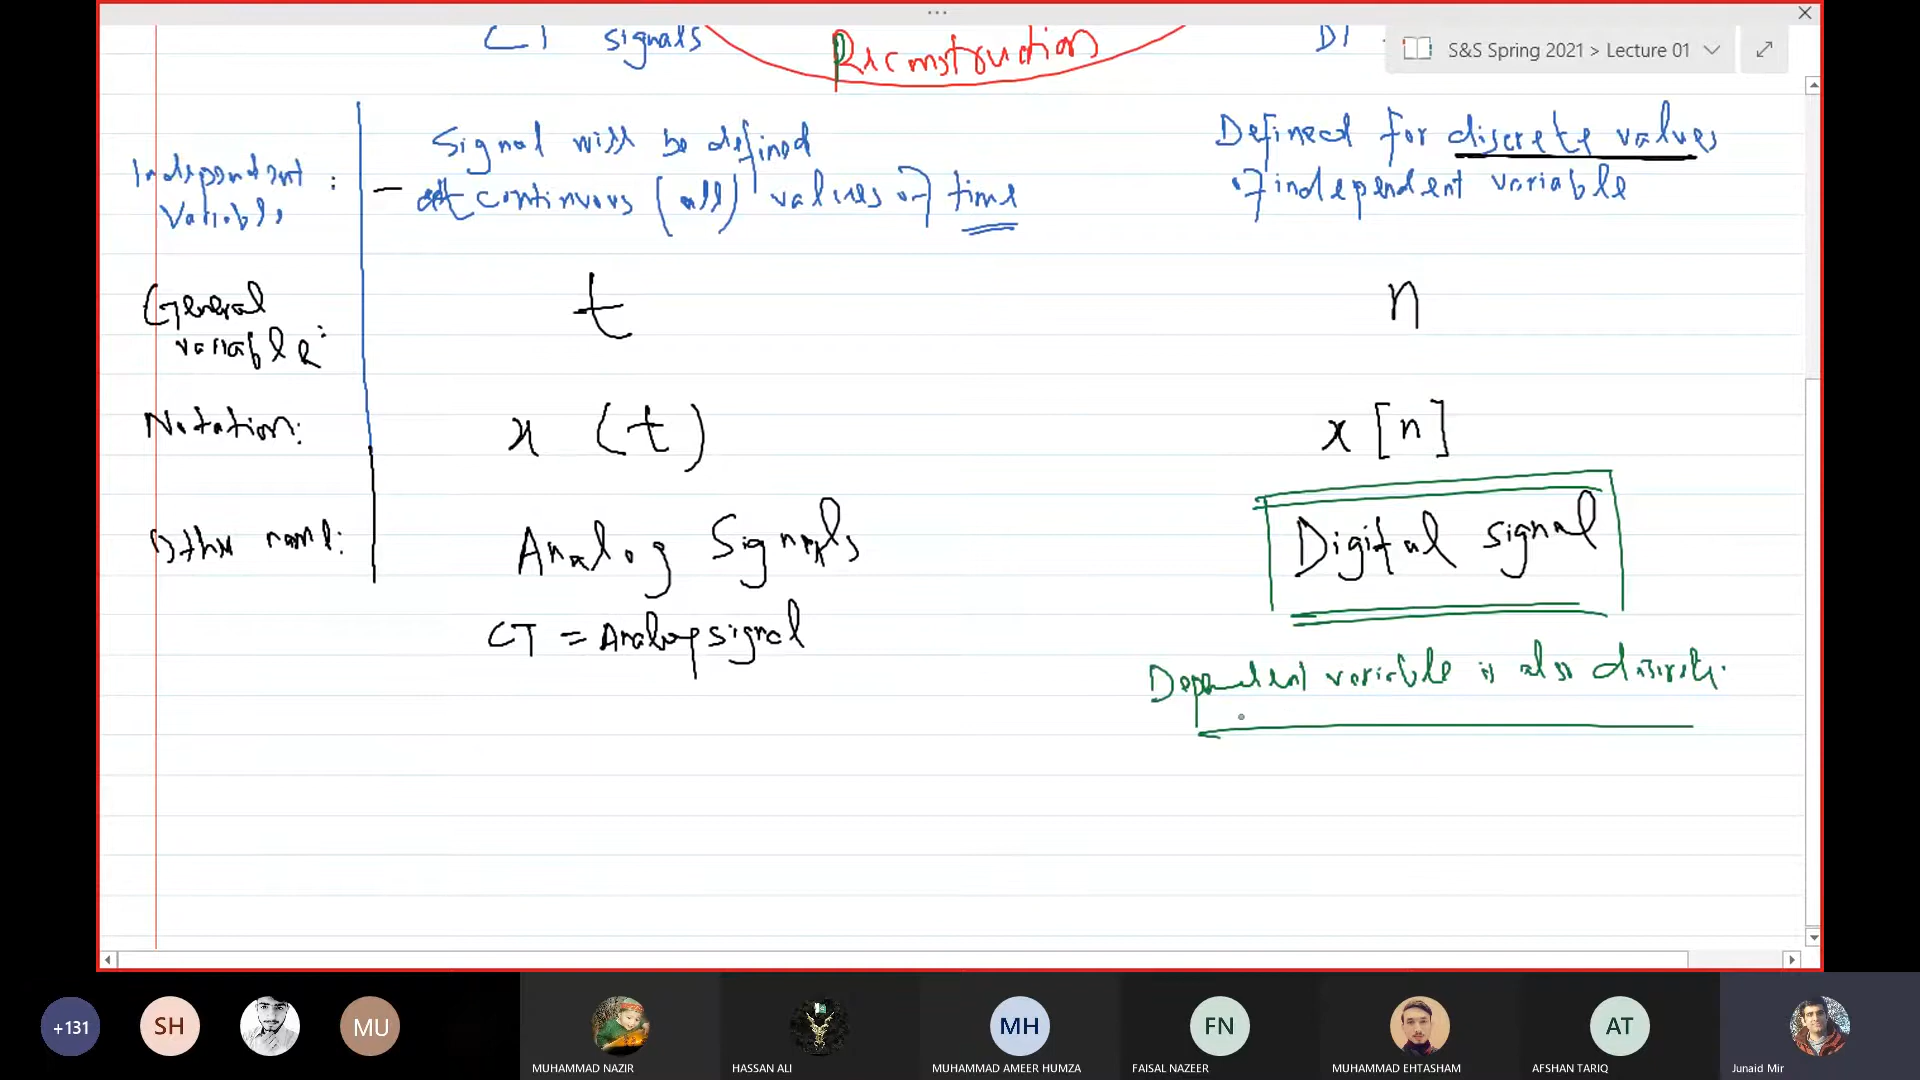 CT signals
Reconstruction
DT
S&S Spring 2021 > Lecture 01
Independent Variable :
– Signal will be defined
at continuous (all) values of time
Defined for discrete values
of independent variable
General variable:
t
n
Notation:
x (t)
x [n]
Other name:
Analog Signals
Digital signal
CT = Analog signal
Dependent variable is also discrete.
+131
SH
MU
MH
FN
AT
MUHAMMAD NAZIR
HASSAN ALI
MUHAMMAD AMEER HUMZA
FAISAL NAZEER
MUHAMMAD EHTASHAM
AFSHAN TARIQ
Junaid Mir